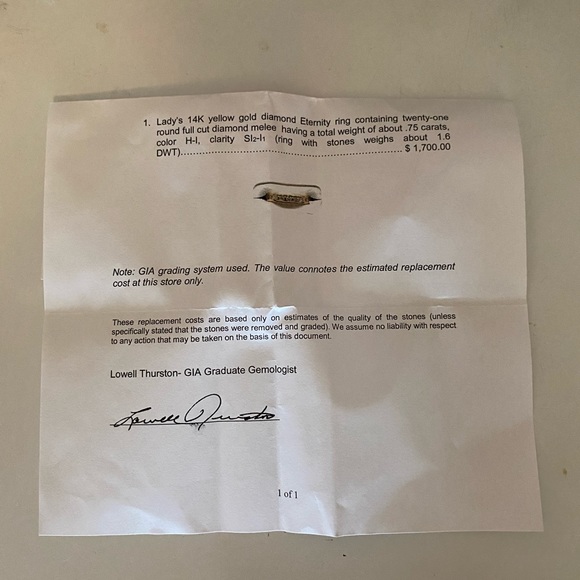 1. Lady's 14K yellow gold diamond Eternity ring containing twenty-one
round full cut diamond melee having a total weight of about .75 carats,
color H-I, clarity SI2-I1 (ring with stones weighs about 1.6
DWT)........................................................... $ 1,700.00
Note: GIA grading system used. The value connotes the estimated replacement
cost at this store only.
These replacement costs are based only on estimates of the quality of the stones (unless
specifically stated that the stones were removed and graded). We assume no liability with respect
to any action that may be taken on the basis of this document.
Lowell Thurston- GIA Graduate Gemologist
Lowell Thurston
1 of 1